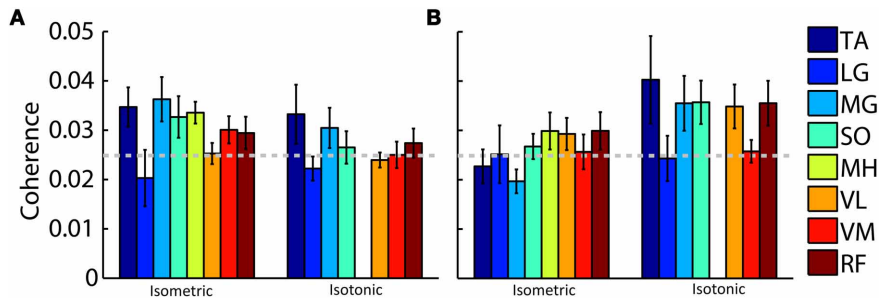 A
B
Coherence
0.05
0.04
0.03
0.02
0.01
0
Isometric
Isotonic
Isometric
Isotonic
TA
LG
MG
SO
MH
VL
VM
RF